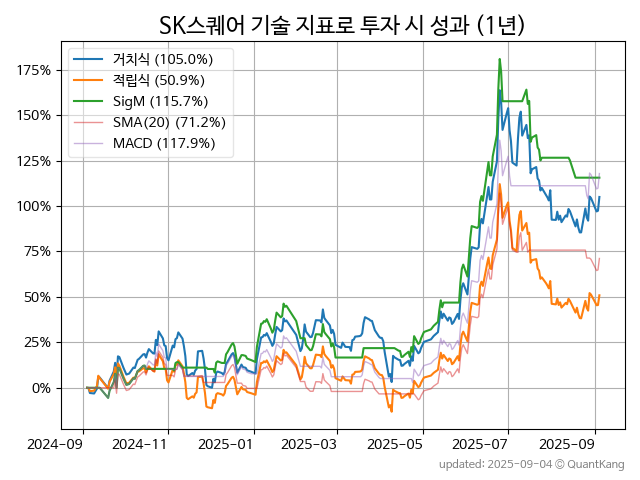 SK스퀘어 기술 지표로 투자 시 성과 (1년)
거치식 (105.0%)
적립식 (50.9%)
SigM (115.7%)
SMA(20) (71.2%)
MACD (117.9%)
175%
150%
125%
100%
75%
50%
25%
0%
2024-09 2024-11 2025-01 2025-03 2025-05 2025-07 2025-09
updated: 2025-09-04 © QuantKang